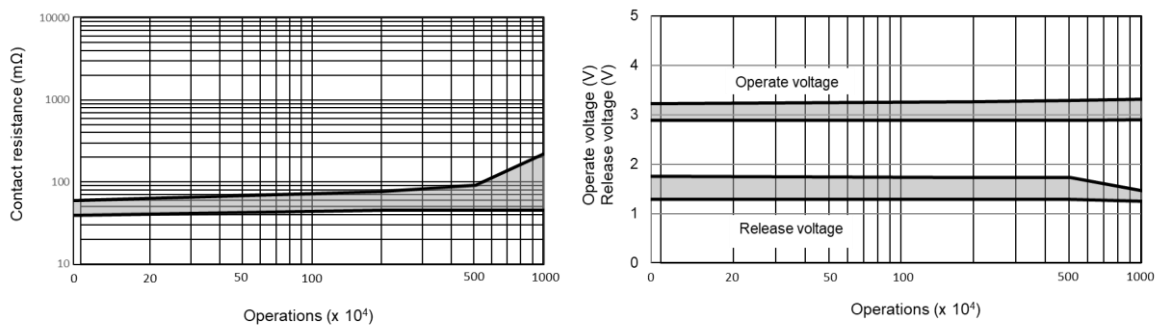 Contact resistance (mΩ)
10000
1000
100
10
0 20 50 100 500 1000
Operations (x 10⁴)
Operate voltage (V)
Release voltage (V)
5
4
3
2
1
0
Operate voltage
Release voltage
0 20 50 100 500 1000
Operations (x 10⁴)